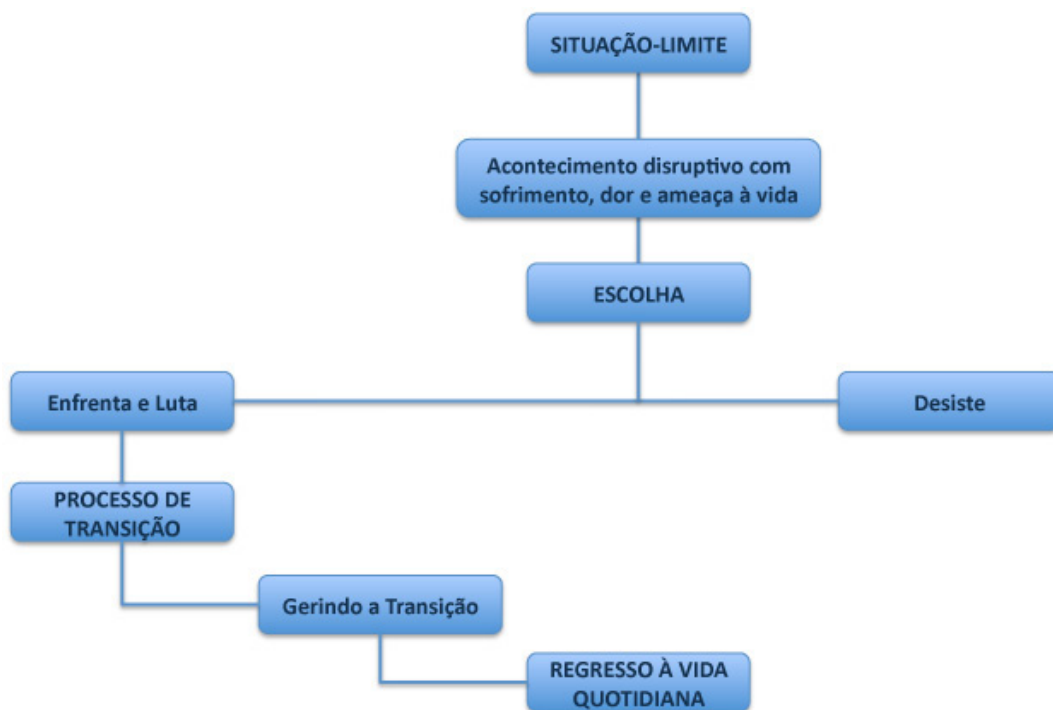 SITUAÇÃO-LIMITE
Acontecimento disruptivo com
sofrimento, dor e ameaça à vida
ESCOLHA
Enfrenta e Luta
Desiste
PROCESSO DE
TRANSIÇÃO
Gerindo a Transição
REGRESSO À VIDA
QUOTIDIANA